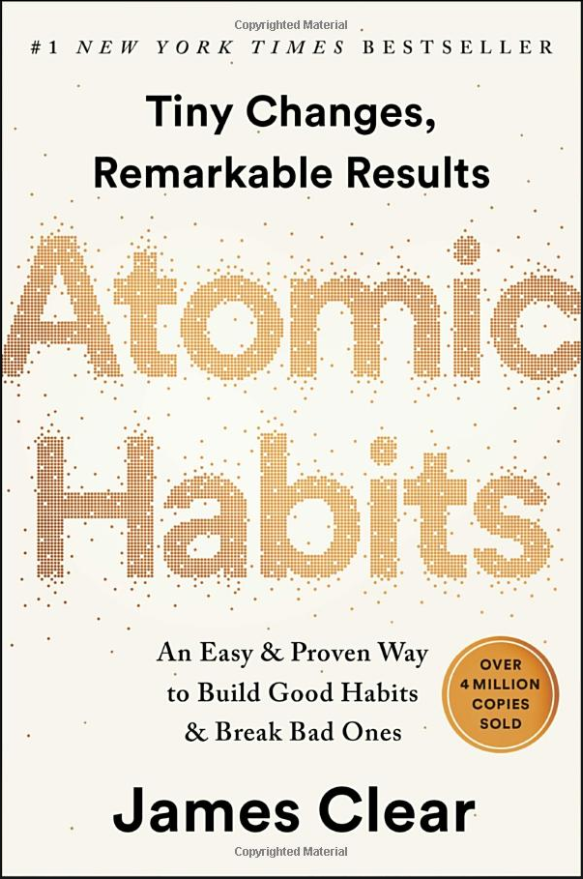 Copyrighted Material
#1 NEW YORK TIMES BESTSELLER
Tiny Changes,
Remarkable Results
Atomic
Habits
An Easy & Proven Way
to Build Good Habits
& Break Bad Ones
OVER
4 MILLION
COPIES
SOLD
James Clear
Copyrighted Material